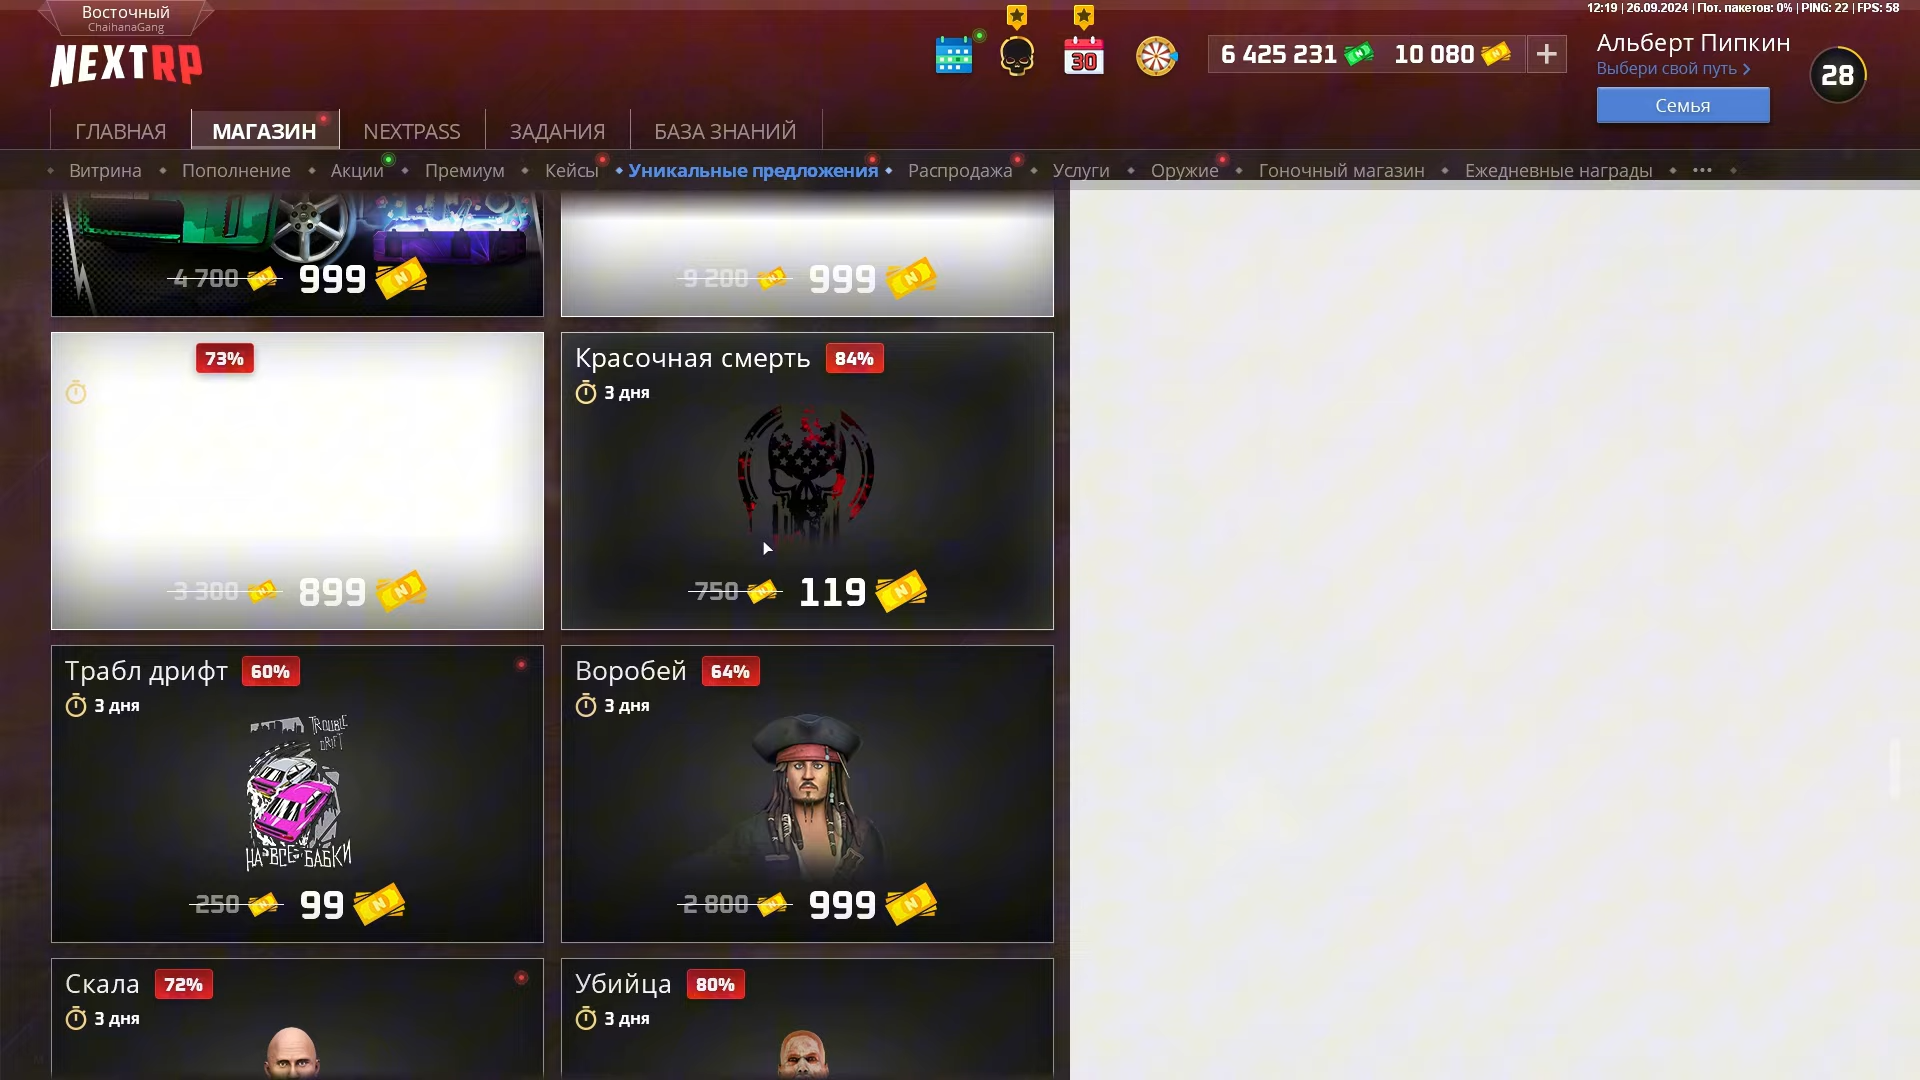 Восточный
ChaihanaGang
NEXTRP
12:19 | 26.09.2024 | Пот. пакетов: 0% | PING: 22 | FPS: 58
30
6 425 231
10 080
+
Альберт Пипкин
Выбери свой путь
28
Семья
ГЛАВНАЯ
МАГАЗИН
NEXTPASS
ЗАДАНИЯ
БАЗА ЗНАНИЙ
Витрина
Пополнение
Акции
Премиум
Кейсы
Уникальные предложения
Распродажа
Услуги
Оружие
Гоночный магазин
Ежедневные награды
•••
4 700 999
9 200 999
73%
3 300 899
Красочная смерть 84%
3 дня
750 119
Трабл дрифт 60%
3 дня
TROUBLE
DRIFT
НА ВСЕ БАБКИ
250 99
Воробей 64%
3 дня
2 800 999
Скала 72%
3 дня
Убийца 80%
3 дня